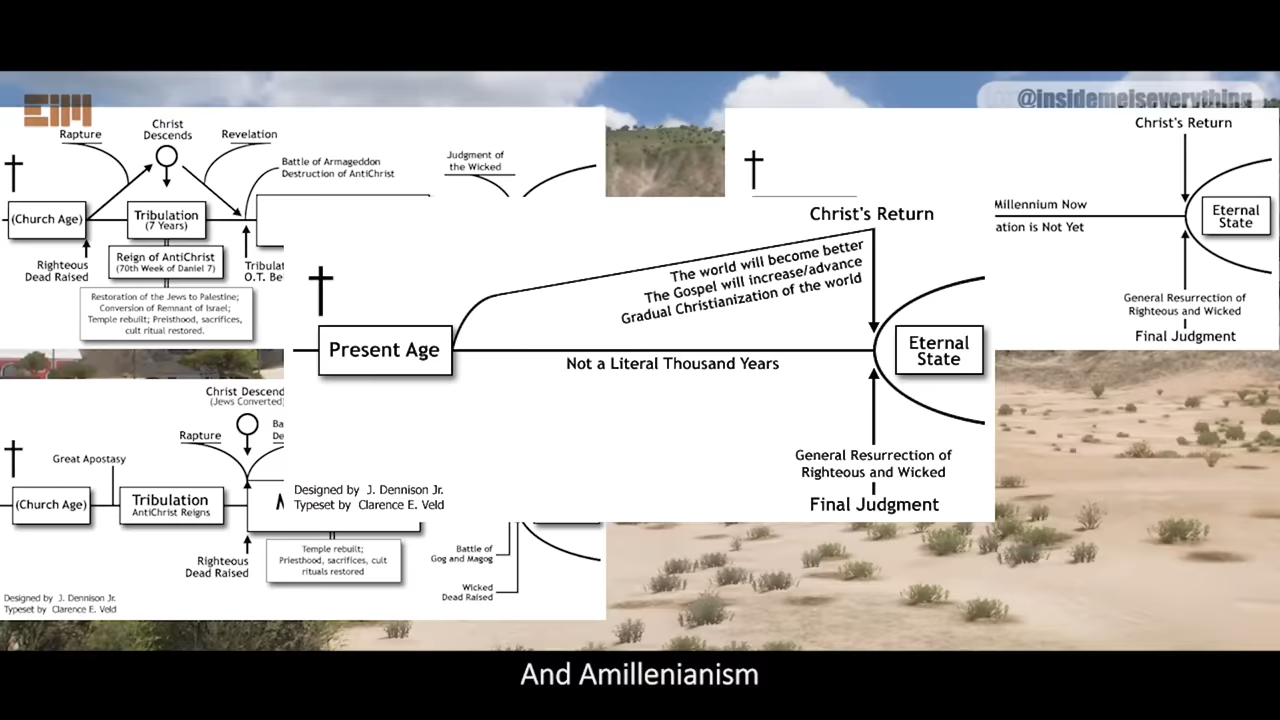 EiM
@insidemeiseverything
Rapture
Christ
Descends
Revelation
Battle of Armageddon
Destruction of AntiChrist
Judgment of
the Wicked
(Church Age)
Tribulation
(7 Years)
Reign of AntiChrist
(70th Week of Daniel 7)
Righteous
Dead Raised
Tribulat
O.T. Be
Restoration of the Jews to Palestine;
Conversion of Remnant of Israel;
Temple rebuilt; Preisthood, sacrifices,
cult ritual restored.
Christ's Return
Millennium Now
ation is Not Yet
Eternal
State
General Resurrection of
Righteous and Wicked
Final Judgment
Christ's Return
The world will become better
The Gospel will increase/advance
Gradual Christianization of the world
Present Age
Not a Literal Thousand Years
Eternal
State
General Resurrection of
Righteous and Wicked
Final Judgment
Designed by J. Dennison Jr.
Typeset by Clarence E. Veld
Christ Descend
(Jews Converted)
Rapture
Ba
De
Great Apostasy
(Church Age)
Tribulation
AntiChrist Reigns
Righteous
Dead Raised
Temple rebuilt;
Priesthood, sacrifices, cult
rituals restored
Battle of
Gog and Magog
Wicked
Dead Raised
Designed by J. Dennison Jr.
Typeset by Clarence E. Veld
And Amillenianism